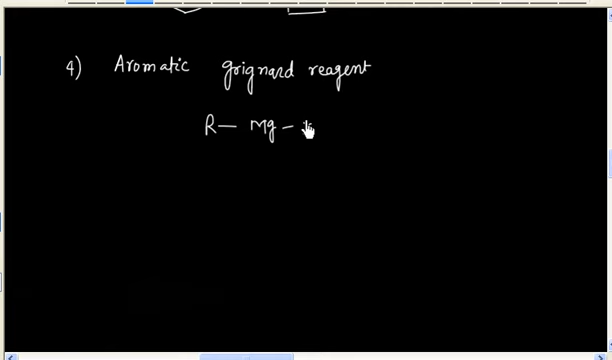 4) Aromatic grignard reagent
R— Mg –